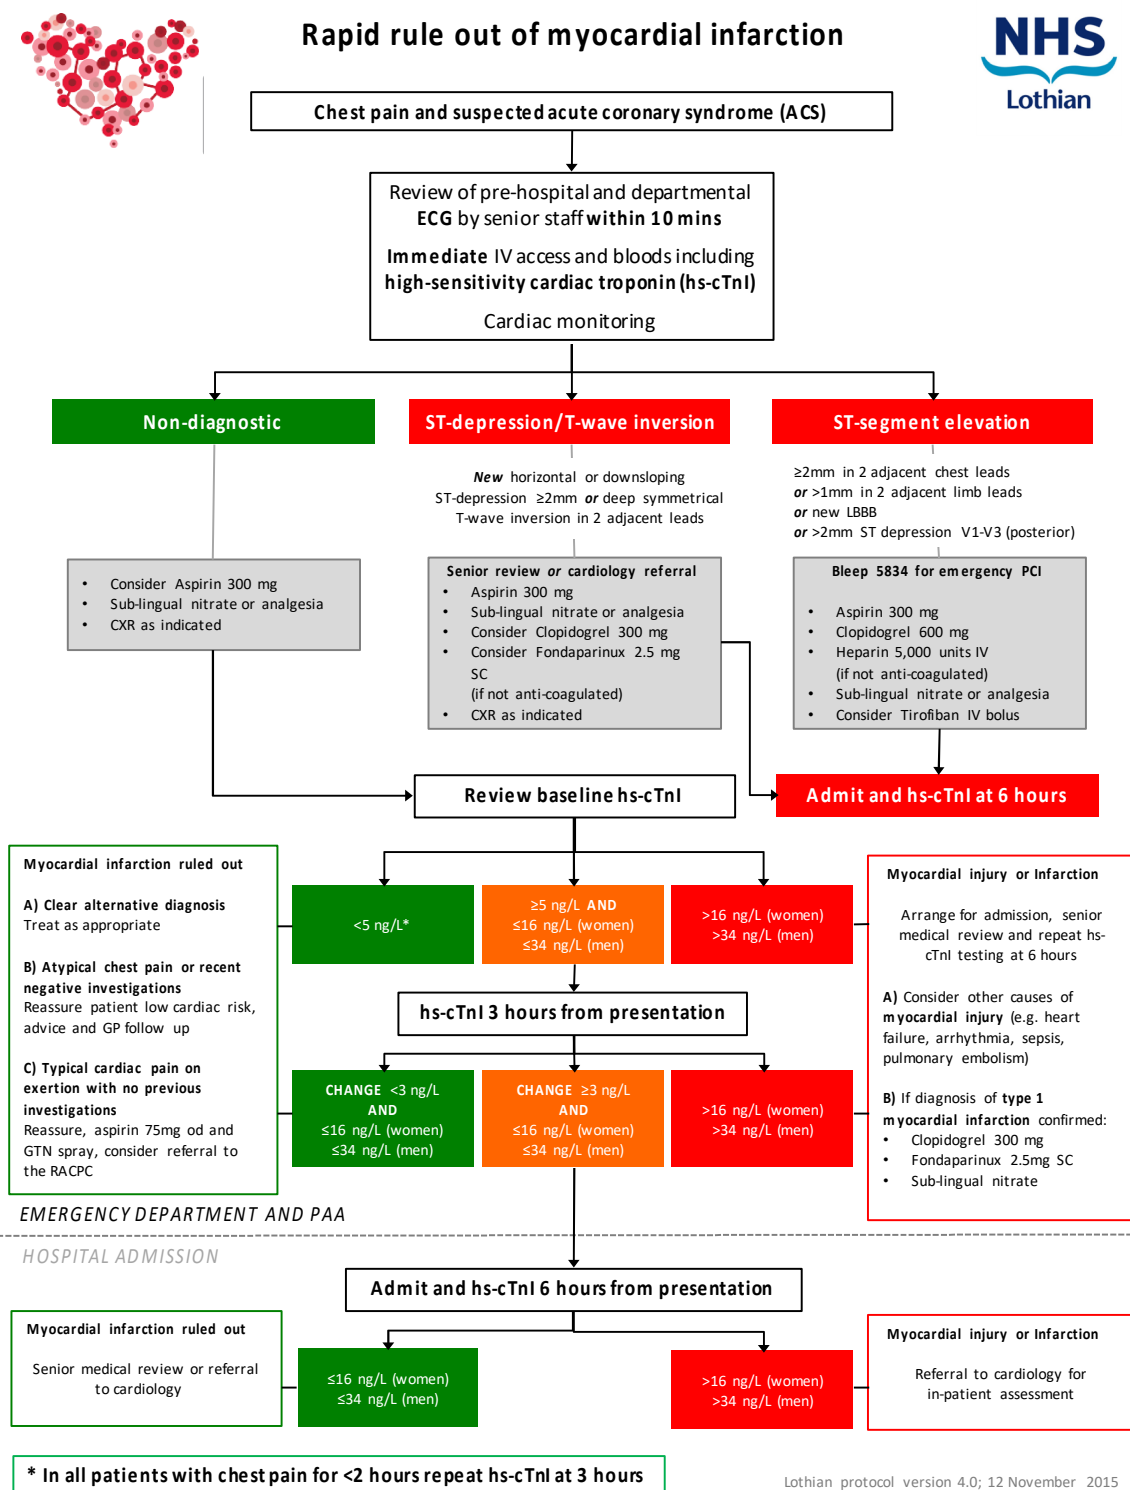 Rapid rule out of myocardial infarction
NHS
Lothian
Chest pain and suspected acute coronary syndrome (ACS)
Review of pre-hospital and departmental
ECG by senior staff within 10 mins
Immediate IV access and bloods including
high-sensitivity cardiac troponin (hs-cTnI)
Cardiac monitoring
Non-diagnostic
ST-depression/T-wave inversion
ST-segment elevation
New horizontal or downsloping
ST-depression ≥2mm or deep symmetrical
T-wave inversion in 2 adjacent leads
≥2mm in 2 adjacent chest leads
or >1mm in 2 adjacent limb leads
or new LBBB
or >2mm ST depression V1-V3 (posterior)
• Consider Aspirin 300 mg
• Sub-lingual nitrate or analgesia
• CXR as indicated
Senior review or cardiology referral
• Aspirin 300 mg
• Sub-lingual nitrate or analgesia
• Consider Clopidogrel 300 mg
• Consider Fondaparinux 2.5 mg
SC
(if not anti-coagulated)
• CXR as indicated
Bleep 5834 for emergency PCI
• Aspirin 300 mg
• Clopidogrel 600 mg
• Heparin 5,000 units IV
(if not anti-coagulated)
• Sub-lingual nitrate or analgesia
• Consider Tirofiban IV bolus
Review baseline hs-cTnI
Admit and hs-cTnI at 6 hours
Myocardial infarction ruled out
A) Clear alternative diagnosis
Treat as appropriate
B) Atypical chest pain or recent
negative investigations
Reassure patient low cardiac risk,
advice and GP follow up
C) Typical cardiac pain on
exertion with no previous
investigations
Reassure, aspirin 75mg od and
GTN spray, consider referral to
the RACPC
<5 ng/L*
≥5 ng/L AND
≤16 ng/L (women)
≤34 ng/L (men)
>16 ng/L (women)
>34 ng/L (men)
Myocardial injury or Infarction
Arrange for admission, senior
medical review and repeat hs-
cTnI testing at 6 hours
A) Consider other causes of
myocardial injury (e.g. heart
failure, arrhythmia, sepsis,
pulmonary embolism)
B) If diagnosis of type 1
myocardial infarction confirmed:
• Clopidogrel 300 mg
• Fondaparinux 2.5mg SC
• Sub-lingual nitrate
hs-cTnI 3 hours from presentation
CHANGE <3 ng/L
AND
≤16 ng/L (women)
≤34 ng/L (men)
CHANGE ≥3 ng/L
AND
≤16 ng/L (women)
≤34 ng/L (men)
>16 ng/L (women)
>34 ng/L (men)
EMERGENCY DEPARTMENT AND PAA
HOSPITAL ADMISSION
Admit and hs-cTnI 6 hours from presentation
Myocardial infarction ruled out
Senior medical review or referral
to cardiology
≤16 ng/L (women)
≤34 ng/L (men)
>16 ng/L (women)
>34 ng/L (men)
Myocardial injury or Infarction
Referral to cardiology for
in-patient assessment
* In all patients with chest pain for <2 hours repeat hs-cTnI at 3 hours
Lothian protocol version 4.0; 12 November 2015